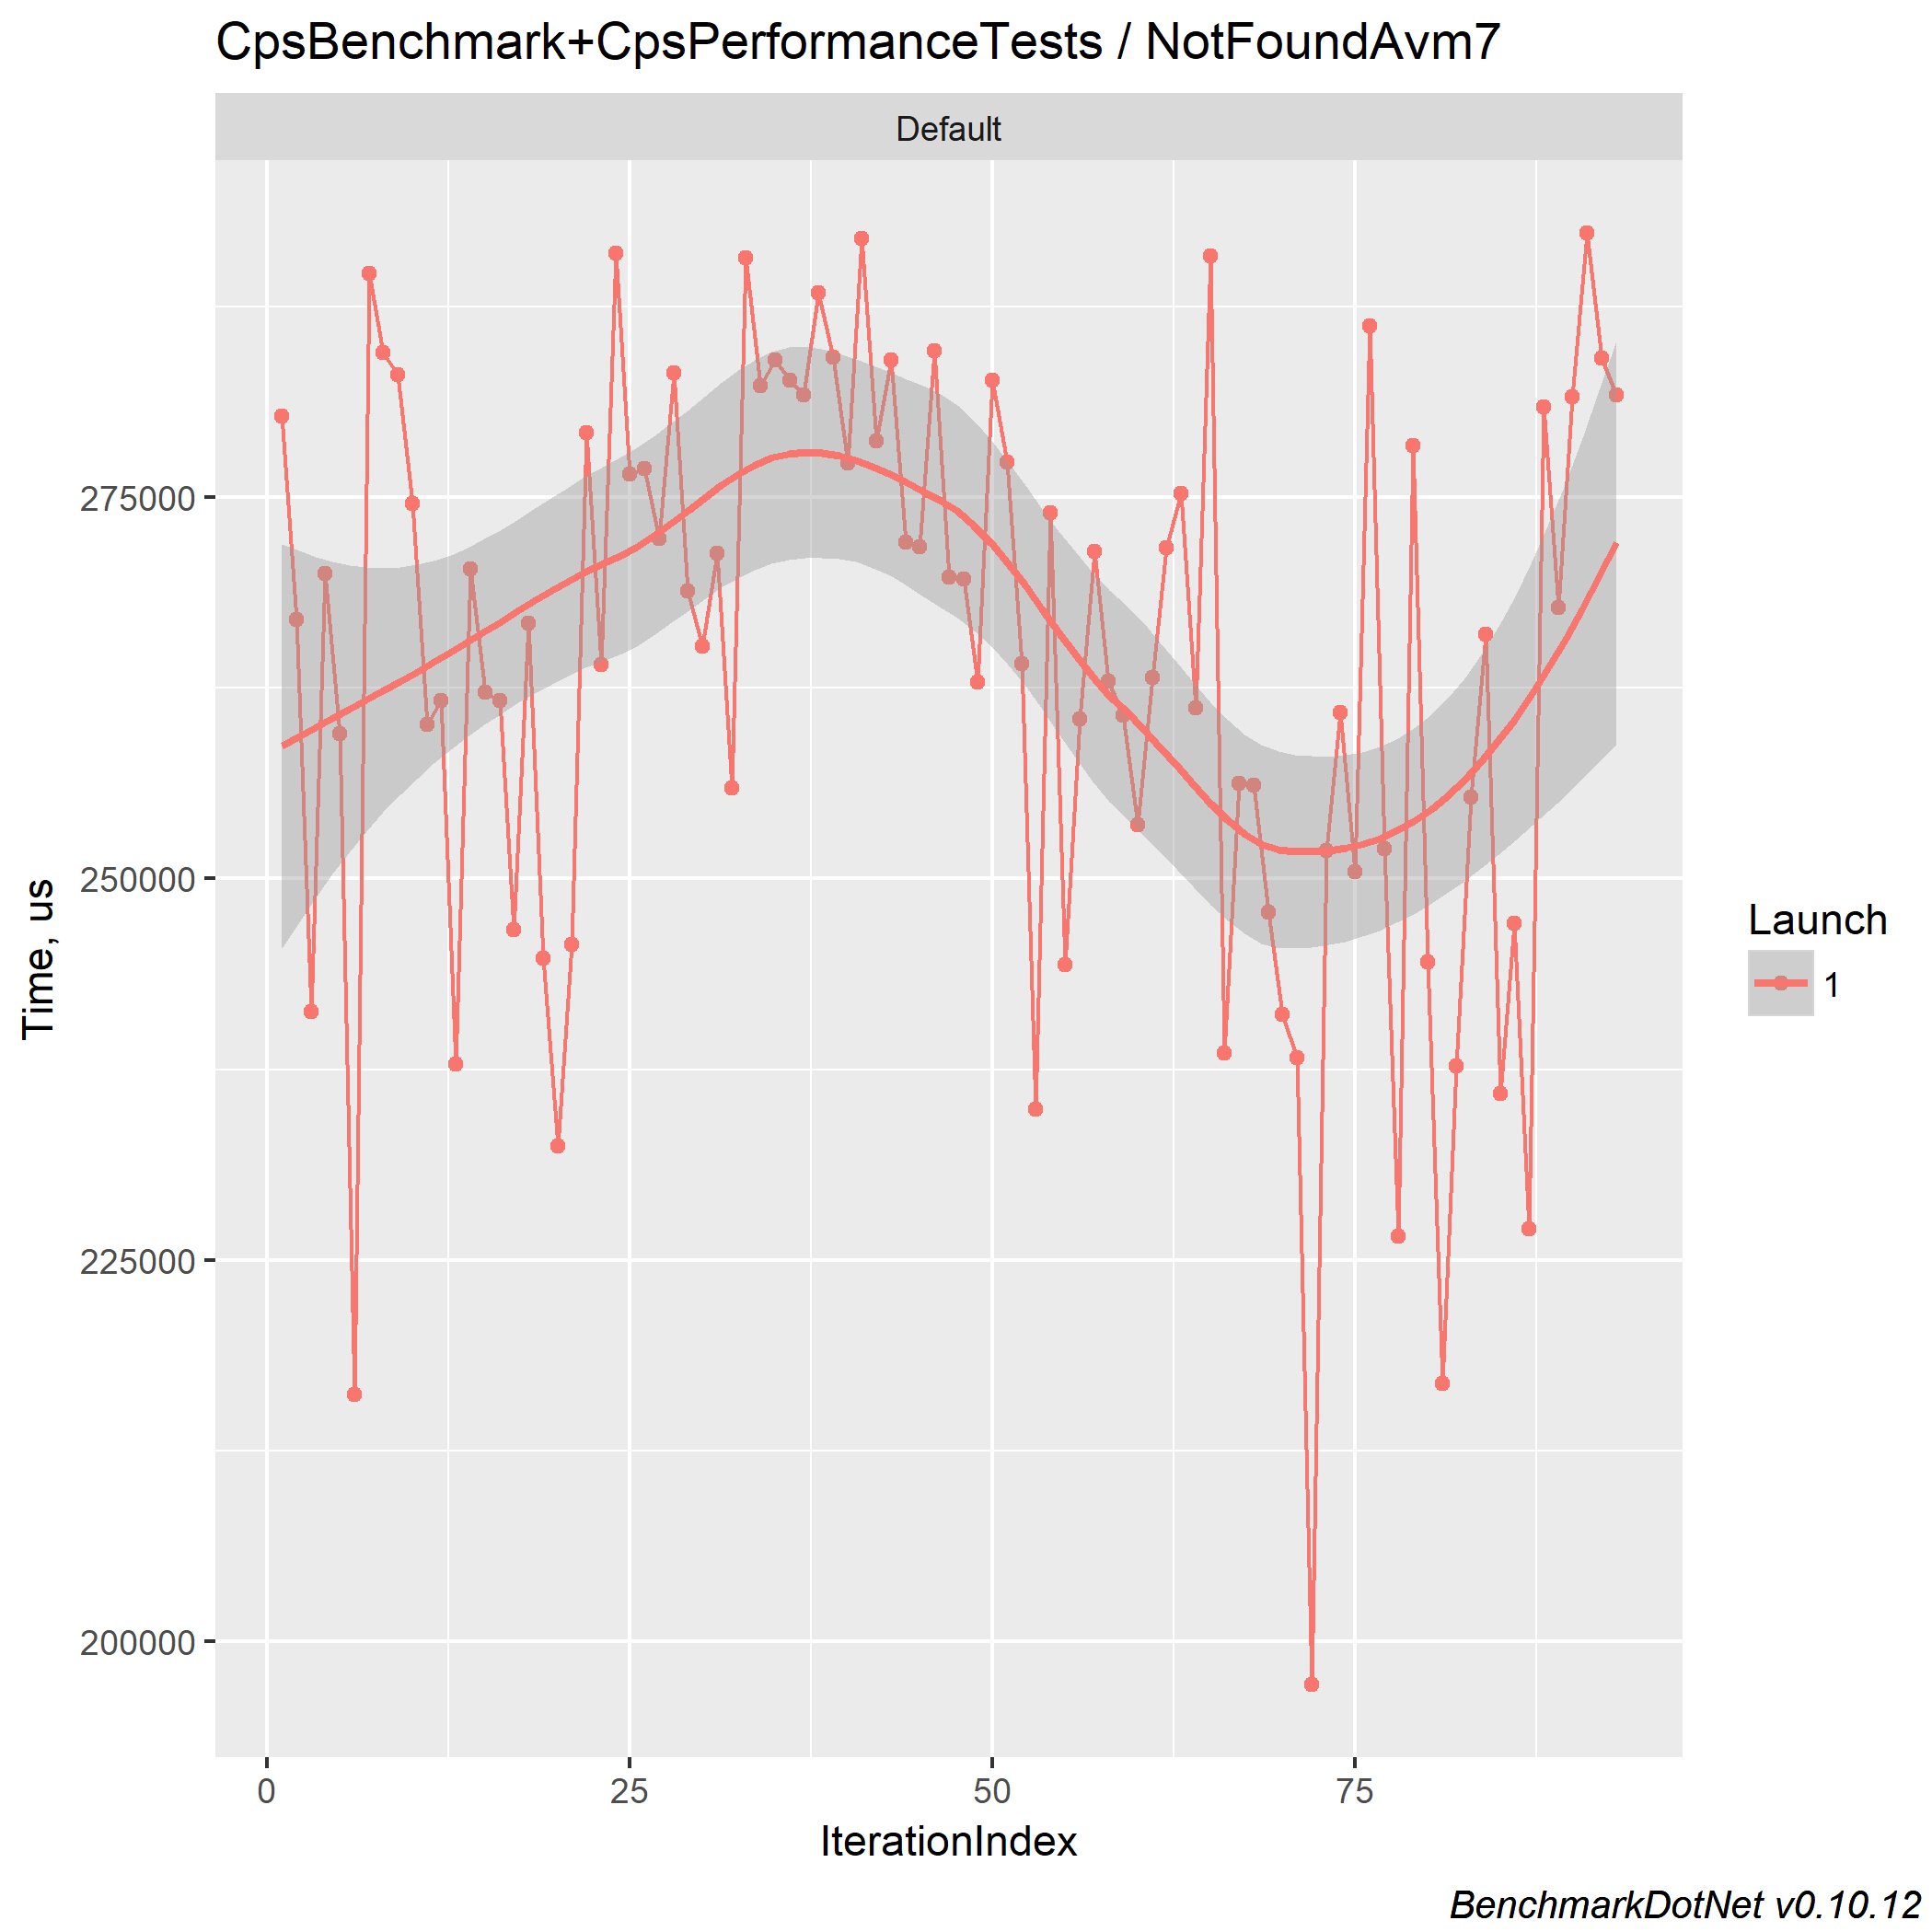 CpsBenchmark+CpsPerformanceTests / NotFoundAvm7
Default
275000
250000
225000
200000
Time, us
0 25 50 75
IterationIndex
Launch
1
BenchmarkDotNet v0.10.12